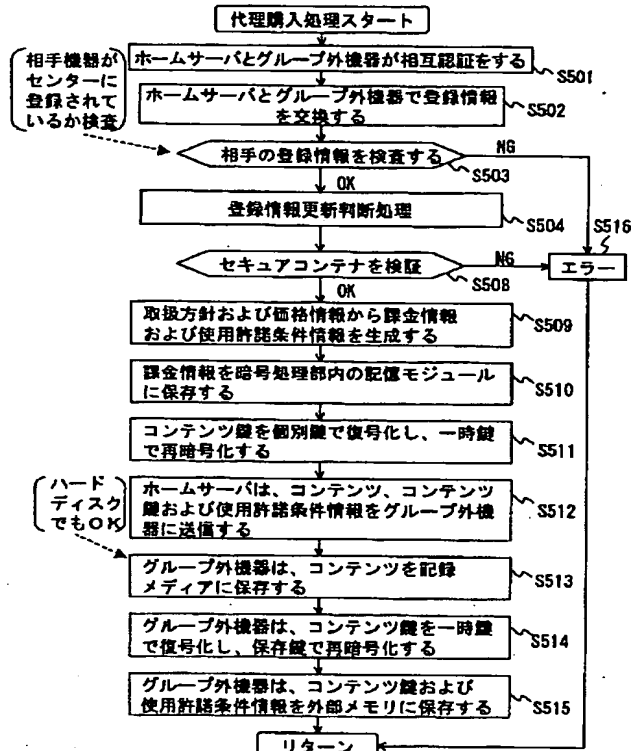 代理購入処理スタート
相手機器が
センターに
登録されて
いるか検査
ホームサーバとグループ外機器が相互認証をする
S501
ホームサーバとグループ外機器で登録情報
を交換する
S502
相手の登録情報を検査する
NG
S503
OK
登録情報更新判断処理
S504
S516
エラー
セキュアコンテナを検証
NG
S508
OK
取扱方針および価格情報から課金情報
および使用許諾条件情報を生成する
S509
課金情報を暗号処理部内の記憶モジュール
に保存する
S510
コンテンツ鍵を個別鍵で復号化し、一時鍵
で再暗号化する
S511
ハード
ディスク
でもOK
ホームサーバは、コンテンツ、コンテンツ
鍵および使用許諾条件情報をグループ外機
器に送信する
S512
グループ外機器は、コンテンツを記録
メディアに保存する
S513
グループ外機器は、コンテンツ鍵を一時鍵
で復号化し、保存鍵で再暗号化する
S514
グループ外機器は、コンテンツ鍵および
使用許諾条件情報を外部メモリに保存する
S515
リターン